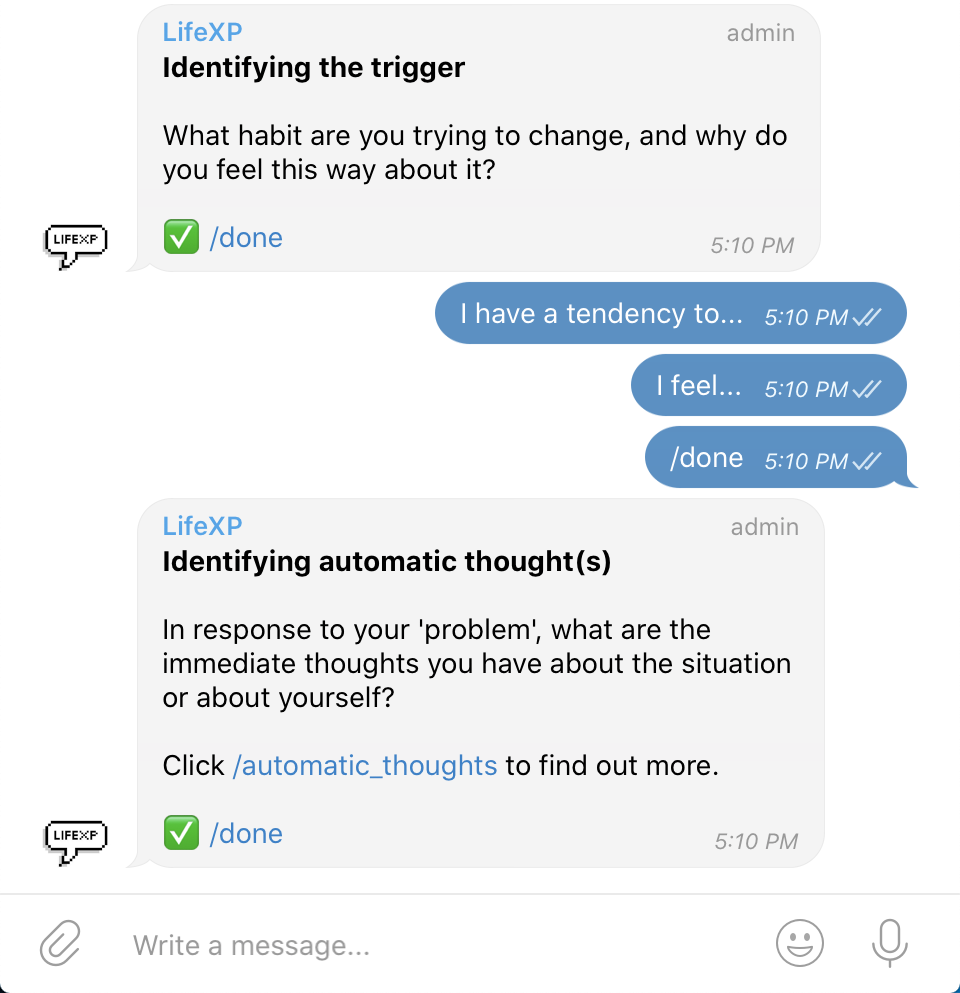 LifeXP admin
Identifying the trigger
What habit are you trying to change, and why do
you feel this way about it?
LIFEXP
✅ /done 5:10 PM
I have a tendency to... 5:10 PM
I feel... 5:10 PM
/done 5:10 PM
LifeXP admin
Identifying automatic thought(s)
In response to your 'problem', what are the
immediate thoughts you have about the situation
or about yourself?
Click /automatic_thoughts to find out more.
LIFEXP
✅ /done 5:10 PM
Write a message...